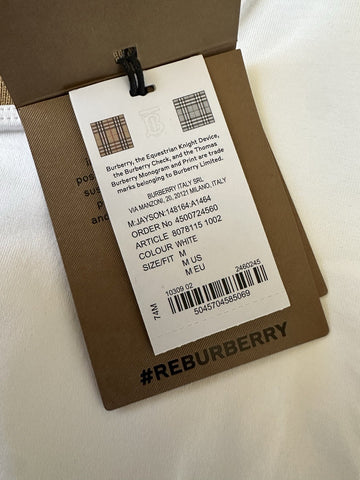 Burberry, the Equestrian Knight Device,
the Burberry Check, and the Thomas
Burberry Monogram and Print are trade
marks belonging to Burberry Limited.
BURBERRY ITALY SRL
VIA MANZONI, 20, 20121 MILANO, ITALY
M:JAYSON:148164:A1464
ORDER No 4500724560
ARTICLE 8078115 1002
COLOUR WHITE
SIZE/FIT M
M US
M EU
74M
10309 02 2460245
5045704585069
#REBURBERRY